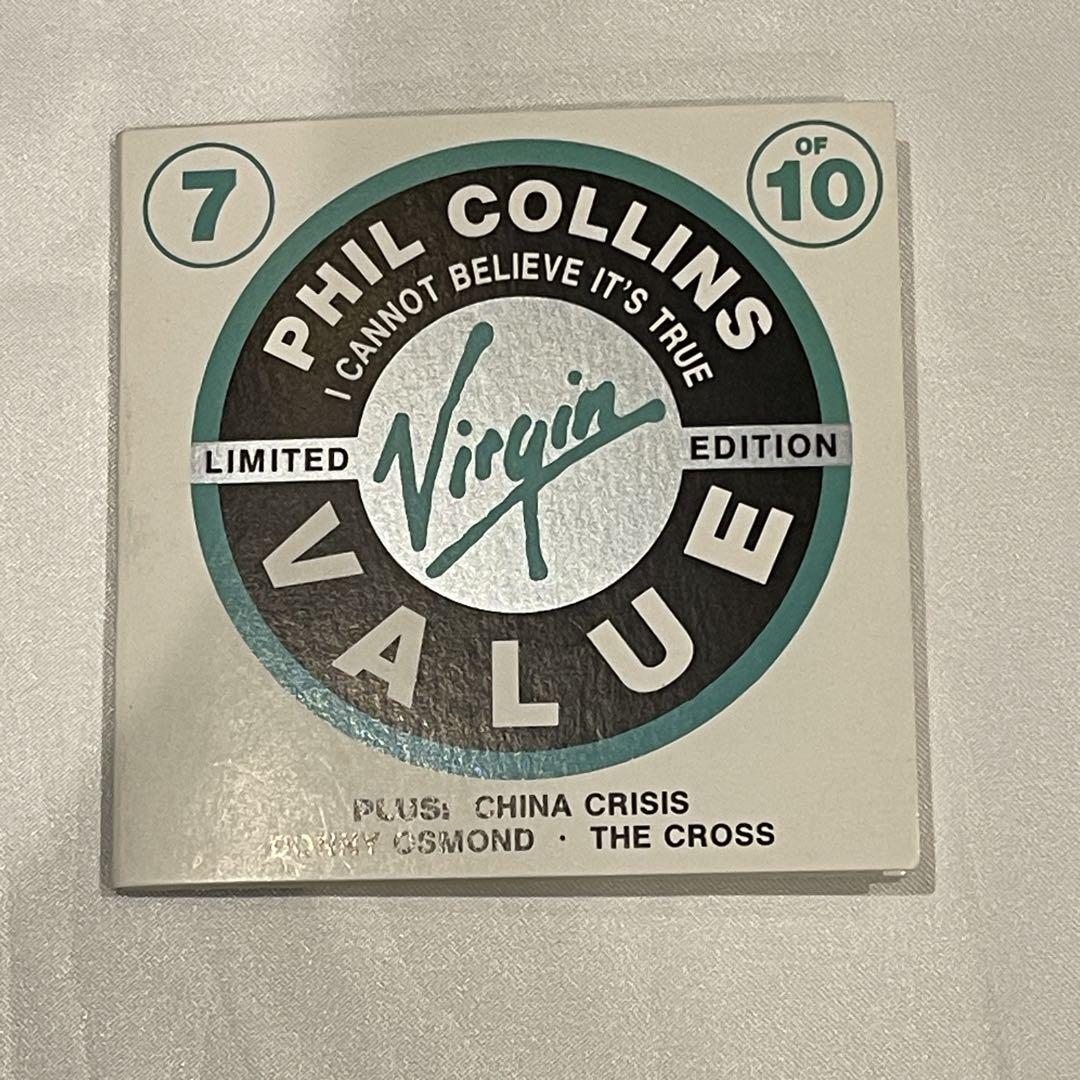 7
OF
10
PHIL COLLINS
I CANNOT BELIEVE IT'S TRUE
Virgin
LIMITED EDITION
VALUE
PLUS: CHINA CRISIS
DONNY OSMOND · THE CROSS